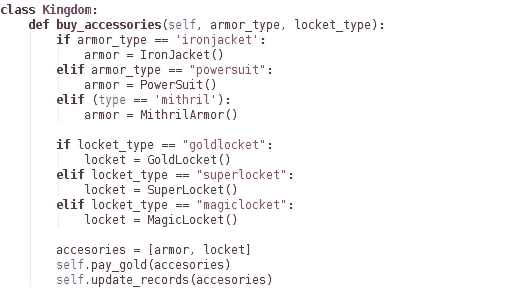 class Kingdom:
    def buy_accessories(self, armor_type, locket_type):
        if armor_type == 'ironjacket':
            armor = IronJacket()
        elif armor_type == "powersuit":
            armor = PowerSuit()
        elif (type == 'mithril'):
            armor = MithrilArmor()

        if locket_type == "goldlocket":
            locket = GoldLocket()
        elif locket_type == "superlocket":
            locket = SuperLocket()
        elif locket_type == "magiclocket":
            locket = MagicLocket()

        accesories = [armor, locket]
        self.pay_gold(accesories)
        self.update_records(accesories)